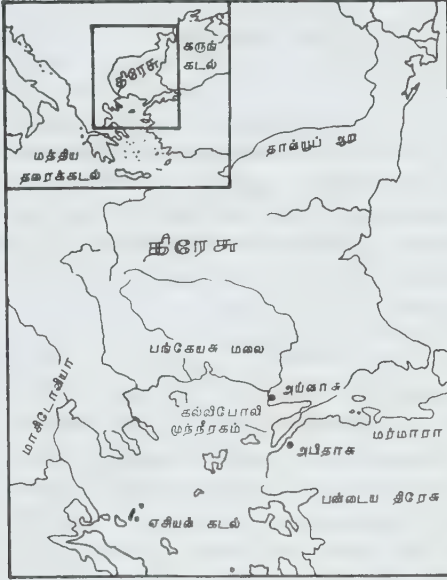 கருங்
கடல்
திரேசு
மத்திய
தரைக்கடல்
தான்யூப் ஆறு
திரேசு
பங்கேயசு மலை
மாசிடோனியா
அய்னாசு
கல்லிபோலி
முந்நீரகம்
மர்மாரா
அபிதாசு
பண்டைய திரேசு
ஏசியன் கடல்